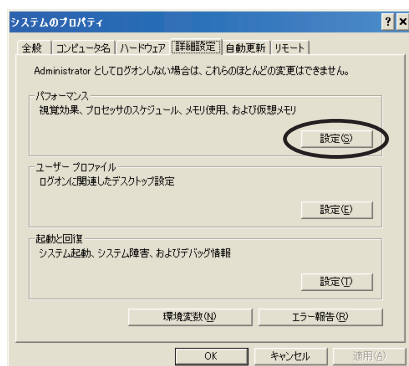 システムのプロパティ
全般 コンピュータ名 ハードウェア 詳細設定 自動更新 リモート
Administrator としてログオンしない場合は、これらのほとんどの変更はできません。
パフォーマンス
視覚効果、プロセッサのスケジュール、メモリ使用、および仮想メモリ
設定(S)
ユーザー プロファイル
ログオンに関連したデスクトップ設定
設定(E)
起動と回復
システム起動、システム障害、およびデバッグ情報
設定(T)
環境変数(N) エラー報告(R)
OK キャンセル 適用(A)